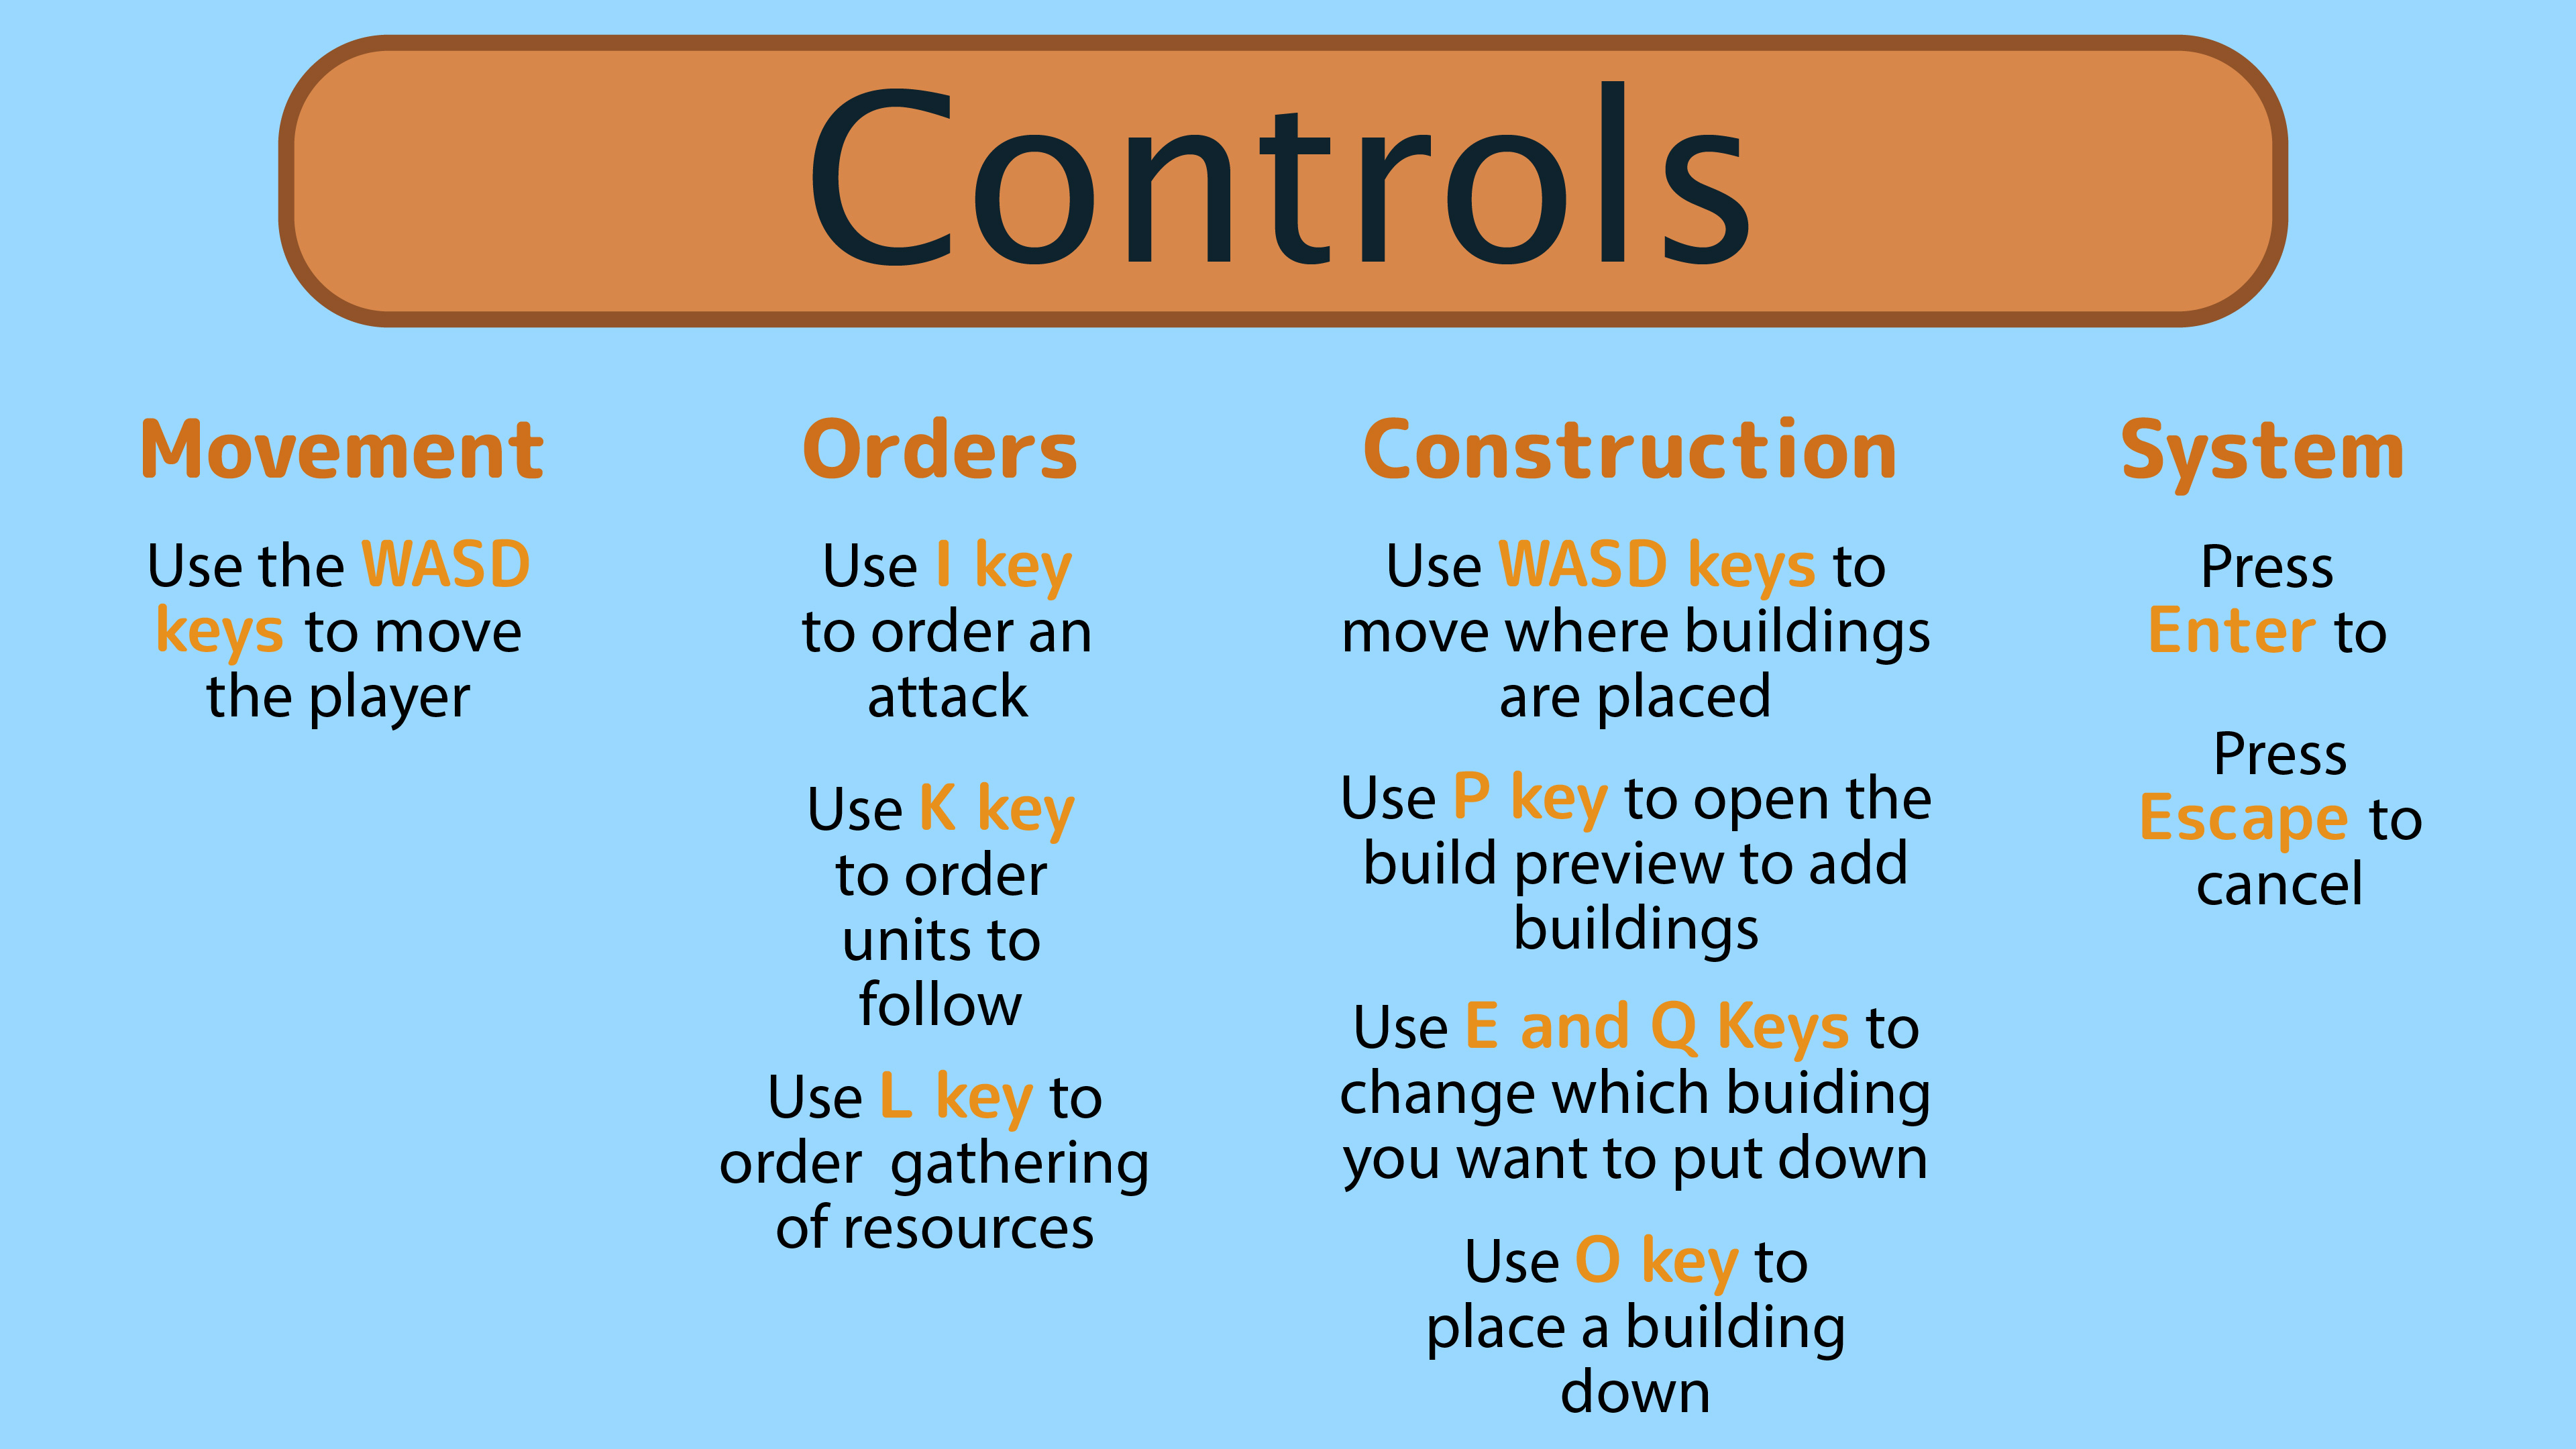 Controls
Movement
Use the WASD
keys to move
the player
Orders
Use I key
to order an
attack
Use K key
to order
units to
follow
Use L key to
order  gathering
of resources
Construction
Use WASD keys to
move where buildings
are placed
Use P key to open the
build preview to add
buildings
Use E and Q Keys to
change which buiding
you want to put down
Use O key to
place a building
down
System
Press
Enter to
Press
Escape to
cancel